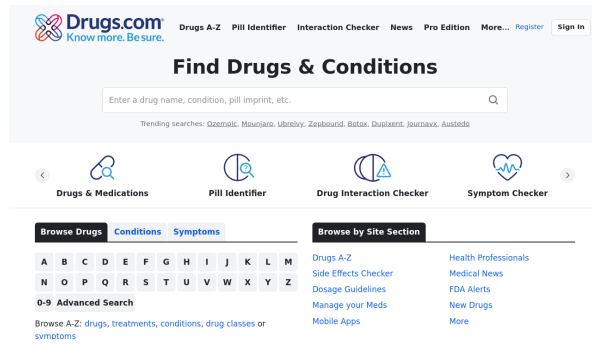 Drugs.com
Know more. Be sure.
Drugs A-Z Pill Identifier Interaction Checker News Pro Edition More... Register Sign In
Find Drugs & Conditions
Enter a drug name, condition, pill imprint, etc.
Trending searches: Ozempic, Mounjaro, Ubrelvy, Zepbound, Botox, Dupixent, Journavx, Austedo
Drugs & Medications Pill Identifier Drug Interaction Checker Symptom Checker
Browse Drugs Conditions Symptoms
A B C D E F G H I J K L M
N O P Q R S T U V W X Y Z
0-9 Advanced Search
Browse A-Z: drugs, treatments, conditions, drug classes or
symptoms
Browse by Site Section
Drugs A-Z
Side Effects Checker
Dosage Guidelines
Manage your Meds
Mobile Apps
Health Professionals
Medical News
FDA Alerts
New Drugs
More